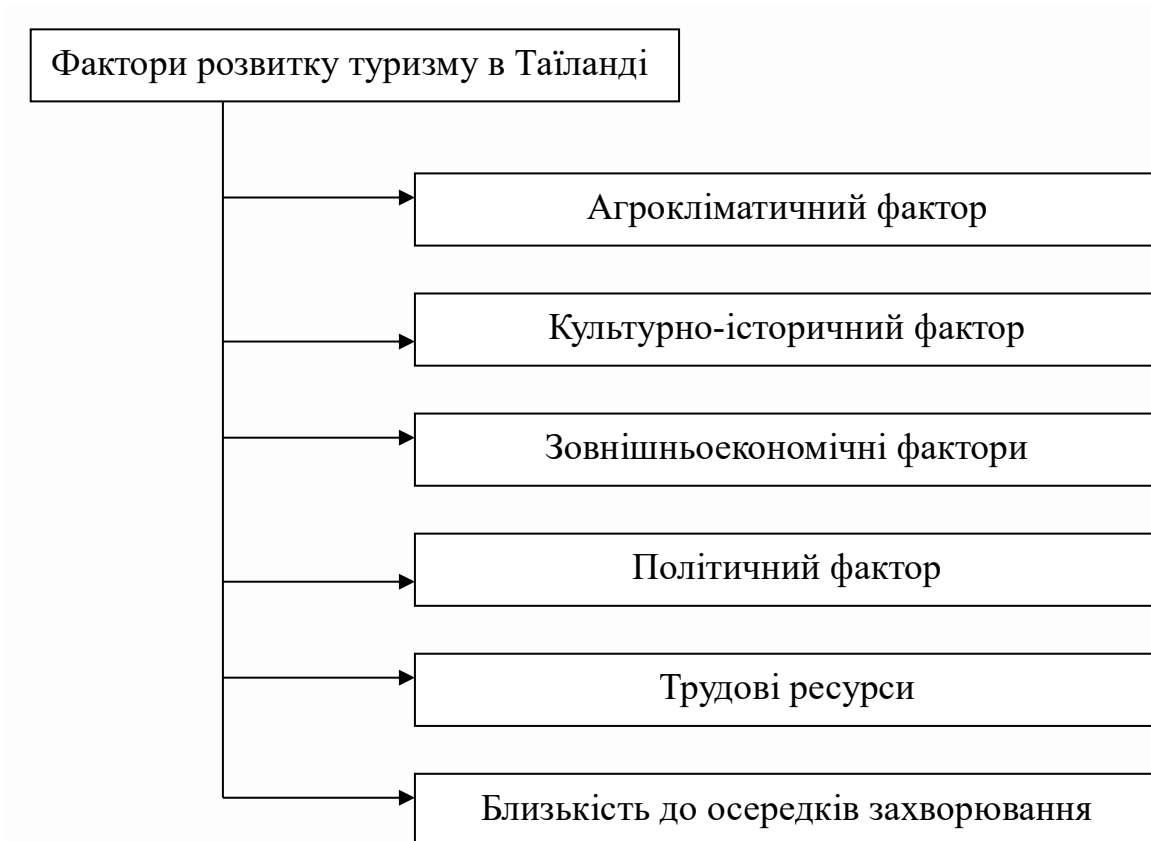 Фактори розвитку туризму в Таїланді
Агрокліматичний фактор
Культурно-історичний фактор
Зовнішньоекономічні фактори
Політичний фактор
Трудові ресурси
Близькість до осередків захворювання